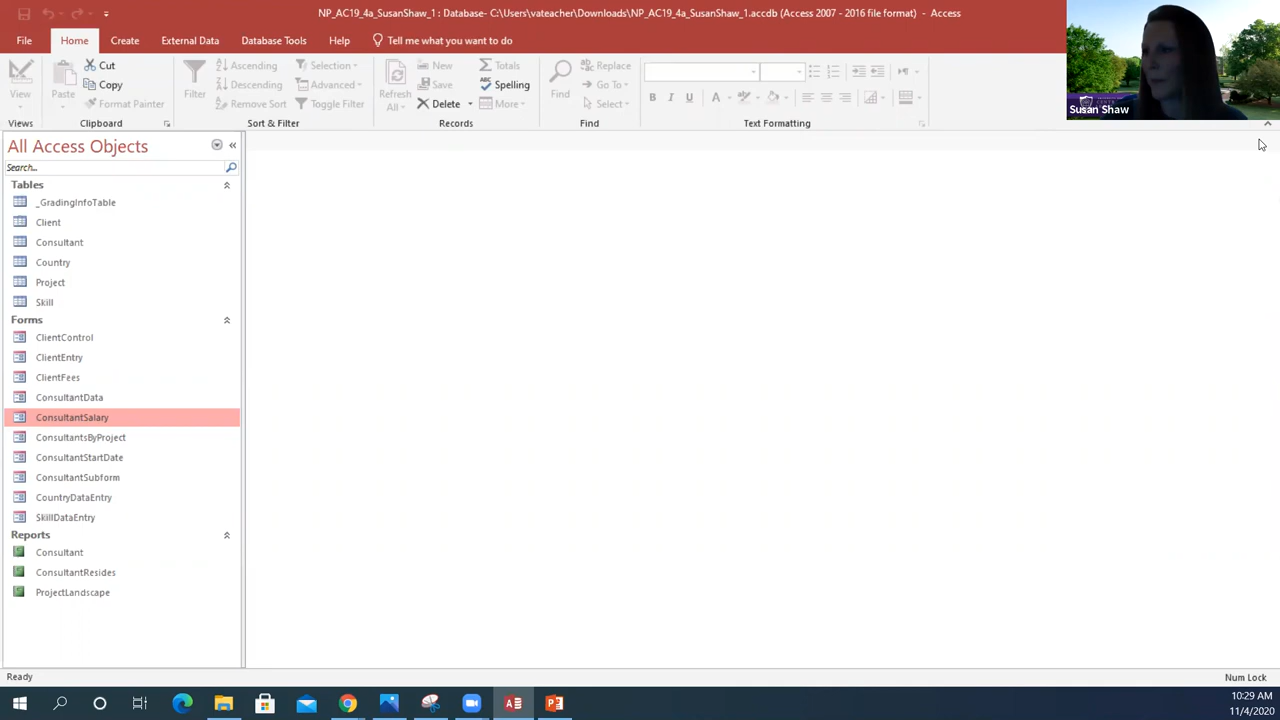 NP_AC19_4a_SusanShaw_1 : Database- C:\Users\vateacher\Downloads\NP_AC19_4a_SusanShaw_1.accdb (Access 2007 - 2016 file format) - Access
File Home Create External Data Database Tools Help Tell me what you want to do
View
Views
Paste
Cut
Copy
Format Painter
Clipboard
Filter
Ascending
Descending
Remove Sort
Selection
Advanced
Toggle Filter
Sort & Filter
Refresh All
New
Save
Delete
Totals
Spelling
More
Records
Find
Replace
Go To
Select
Find
B I U A
Text Formatting
Susan Shaw
All Access Objects
Search...
Tables
_GradingInfoTable
Client
Consultant
Country
Project
Skill
Forms
ClientControl
ClientEntry
ClientFees
ConsultantData
ConsultantSalary
ConsultantsByProject
ConsultantStartDate
ConsultantSubform
CountryDataEntry
SkillDataEntry
Reports
Consultant
ConsultantResides
ProjectLandscape
Ready
Num Lock
10:29 AM
11/4/2020